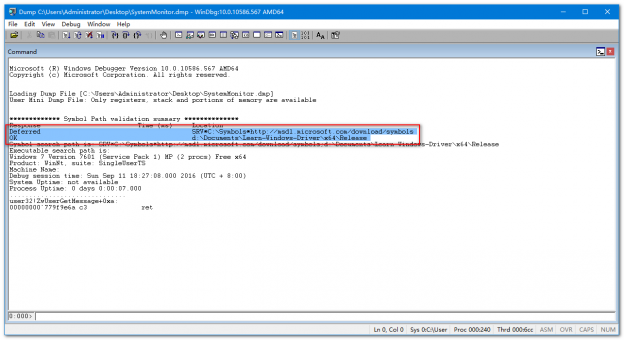 Dump C:\Users\Administrator\Desktop\SystemMonitor.dmp - WinDbg:10.0.10586.567 AMD64
File Edit View Debug Window Help
Command
Microsoft (R) Windows Debugger Version 10.0.10586.567 AMD64
Copyright (c) Microsoft Corporation. All rights reserved.
Loading Dump File [C:\Users\Administrator\Desktop\SystemMonitor.dmp]
User Mini Dump File: Only registers, stack and portions of memory are available
************* Symbol Path validation summary **************
Response Time (ms) Location
Deferred SRV*C:\Symbols*http://msdl.microsoft.com/download/symbols
OK d:\Documents\Learn-Windows-Driver\x64\Release
Symbol search path is: SRV*C:\Symbols*http://msdl.microsoft.com/download/symbols;d:\Documents\Learn-Windows-Driver\x64\Release
Executable search path is:
Windows 7 Version 7601 (Service Pack 1) MP (2 procs) Free x64
Product: WinNt, suite: SingleUserTS
Machine Name:
Debug session time: Sun Sep 11 18:27:08.000 2016 (UTC + 8:00)
System Uptime: not available
Process Uptime: 0 days 0:00:07.000
................................
user32!ZwUserGetMessage+0xa:
00000000`779f9e6a c3 ret
0:000>
Ln 0, Col 0 Sys 0:C:\User Proc 000:240 Thrd 000:6cc ASM OVR CAPS NUM